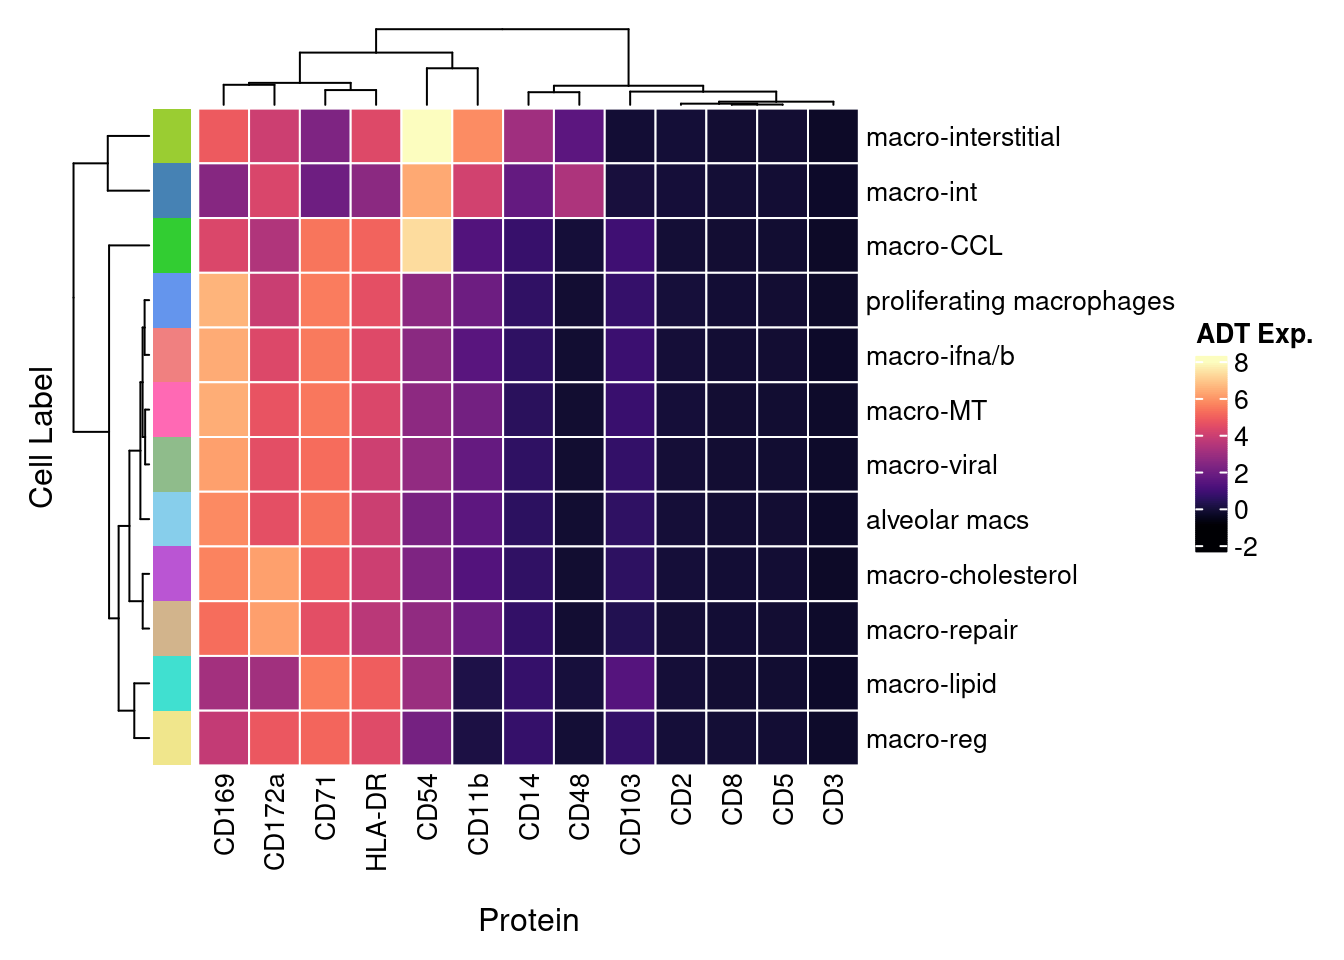 macro-interstitial
macro-int
macro-CCL
proliferating macrophages
macro-ifna/b
macro-MT
macro-viral
alveolar macs
macro-cholesterol
macro-repair
macro-lipid
macro-reg
Cell Label
CD169
CD172a
CD71
HLA-DR
CD54
CD11b
CD14
CD48
CD103
CD2
CD8
CD5
CD3
Protein
ADT Exp.
8
6
4
2
0
-2